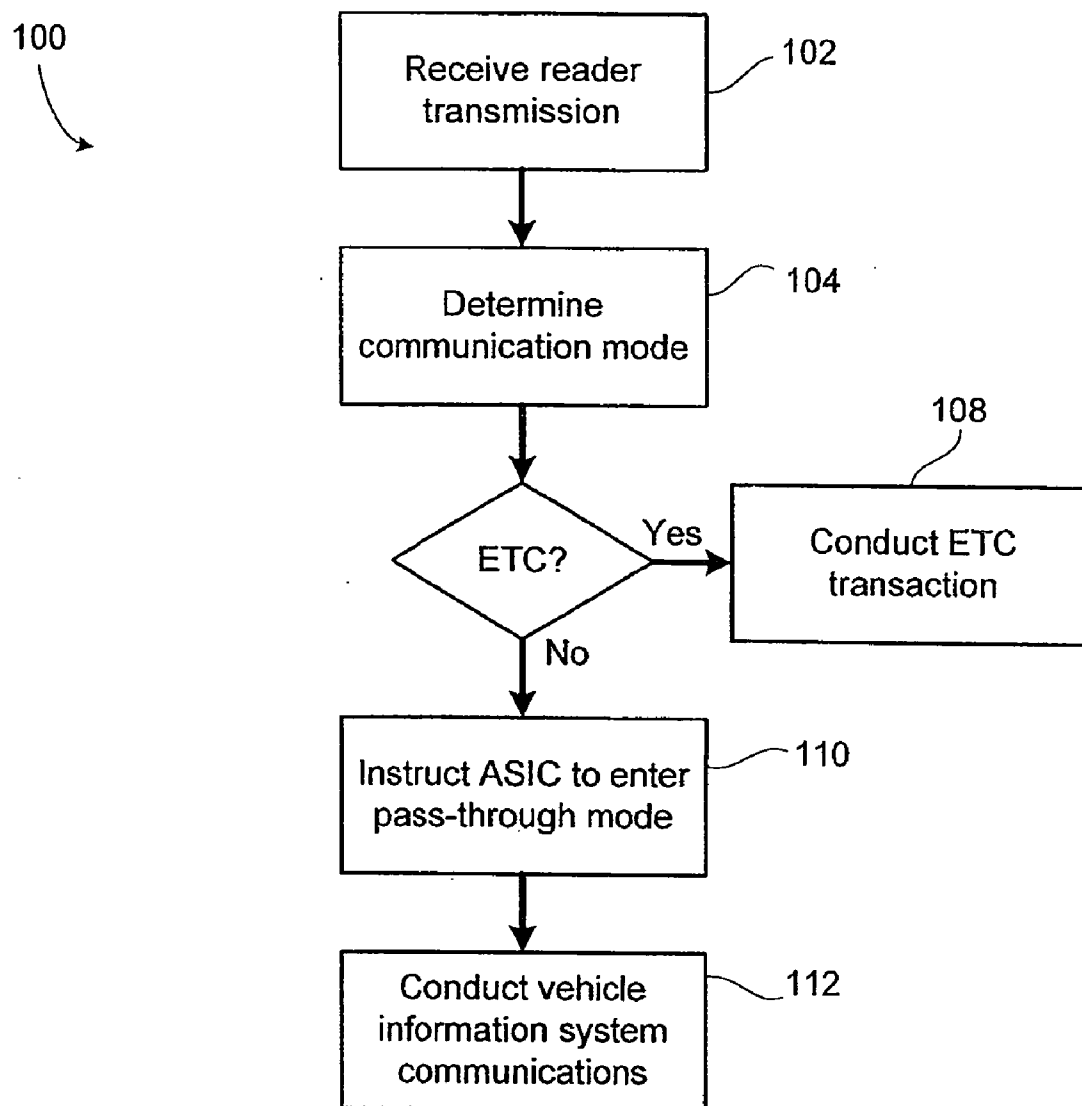 100
Receive reader
transmission
102
Determine
communication mode
104
ETC?
Yes
108
Conduct ETC
transaction
No
Instruct ASIC to enter
pass-through mode
110
Conduct vehicle
information system
communications
112